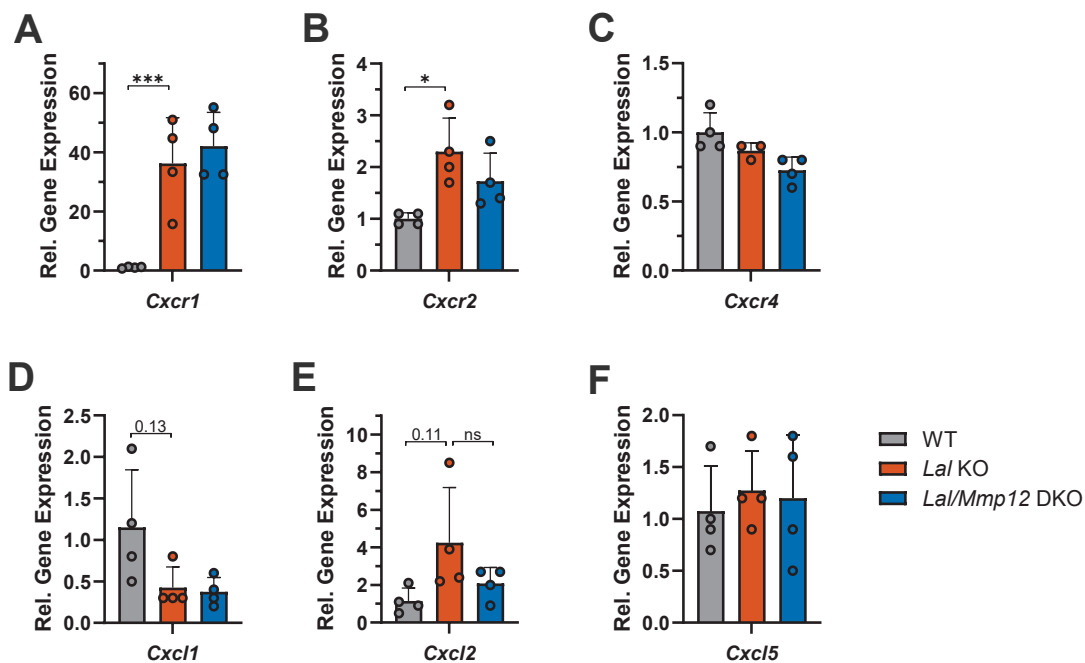 A
Rel. Gene Expression
60
40
20
0
***
Cxcr1
B
Rel. Gene Expression
4
3
2
1
0
*
Cxcr2
C
Rel. Gene Expression
1.5
1.0
0.5
0.0
Cxcr4
D
Rel. Gene Expression
2.5
2.0
1.5
1.0
0.5
0.0
0.13
Cxcl1
E
Rel. Gene Expression
10
8
6
4
2
0
0.11
ns
Cxcl2
F
Rel. Gene Expression
2.0
1.5
1.0
0.5
0.0
Cxcl5
WT
Lal KO
Lal/Mmp12 DKO